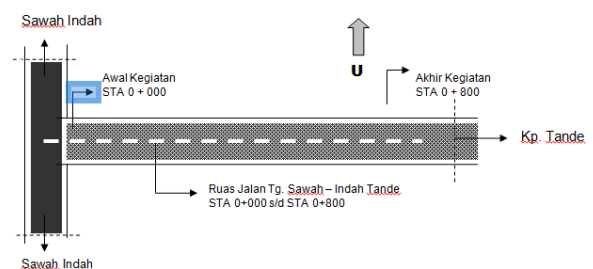 Sawah Indah
Awal Kegiatan
STA 0 + 000
U
Akhir Kegiatan
STA 0 + 800
Kp. Tande
Ruas Jalan Tg. Sawah – Indah Tande
STA 0+000 s/d STA 0+800
Sawah Indah